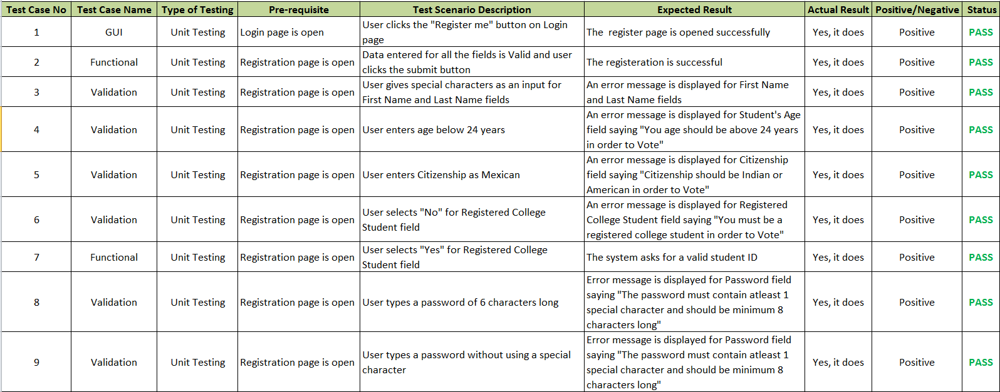 Test Case No Test Case Name Type of Testing Pre-requisite Test Scenario Description Expected Result Actual Result Positive/Negative Status
1 GUI Unit Testing Login page is open User clicks the "Register me" button on Login page The  register page is opened successfully Yes, it does Positive PASS
2 Functional Unit Testing Registration page is open Data entered for all the fields is Valid and user clicks the submit button The registeration is successful Yes, it does Positive PASS
3 Validation Unit Testing Registration page is open User gives special characters as an input for First Name and Last Name fields An error message is displayed for First Name and Last Name fields Yes, it does Positive PASS
4 Validation Unit Testing Registration page is open User enters age below 24 years An error message is displayed for Student's Age field saying "You age should be above 24 years in order to Vote" Yes, it does Positive PASS
5 Validation Unit Testing Registration page is open User enters Citizenship as Mexican An error message is displayed for Citizenship field saying "Citizenship should be Indian or American in order to Vote" Yes, it does Positive PASS
6 Validation Unit Testing Registration page is open User selects "No" for Registered College Student field An error message is displayed for Registered College Student field saying "You must be a registered college student in order to Vote" Yes, it does Positive PASS
7 Functional Unit Testing Registration page is open User selects "Yes" for Registered College Student field The system asks for a valid student ID Yes, it does Positive PASS
8 Validation Unit Testing Registration page is open User types a password of 6 characters long Error message is displayed for Password field saying "The password must contain atleast 1 special character and should be minimum 8 characters long" Yes, it does Positive PASS
9 Validation Unit Testing Registration page is open User types a password without using a special character Error message is displayed for Password field saying "The password must contain atleast 1 special character and should be minimum 8 characters long" Yes, it does Positive PASS